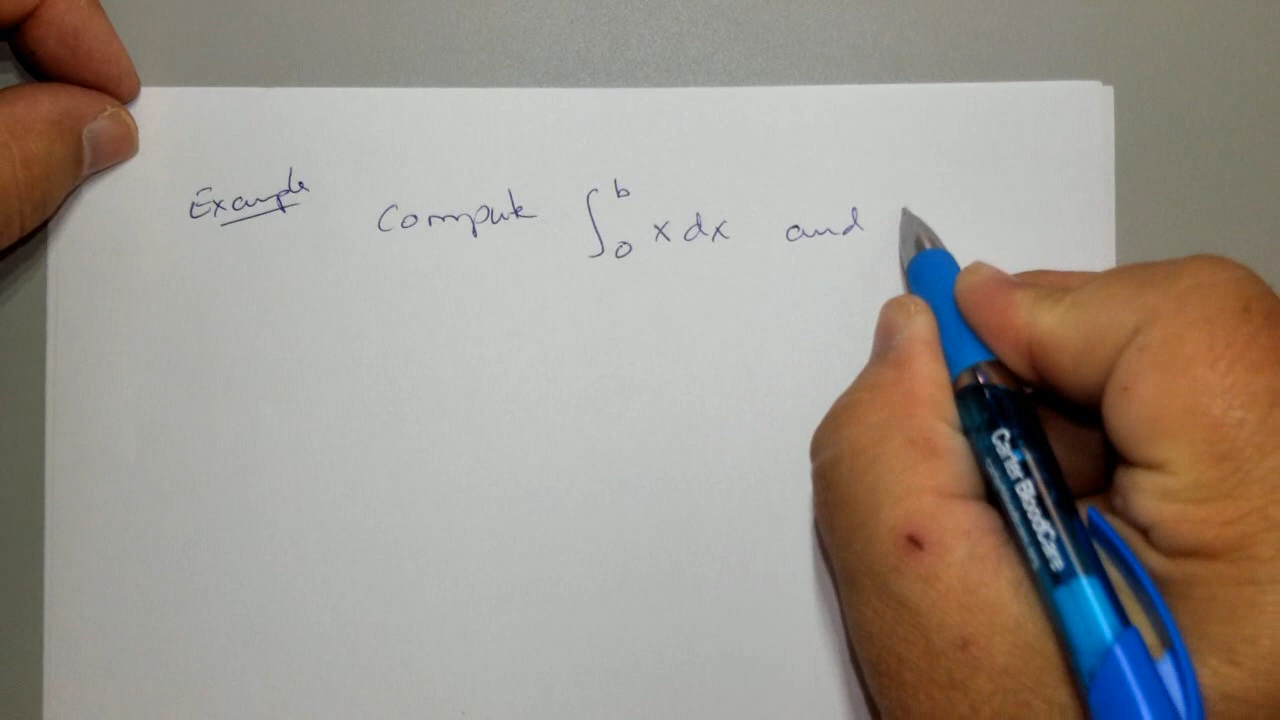 Example Compute ∫₀ᵇ x dx and
Carter BloodCare